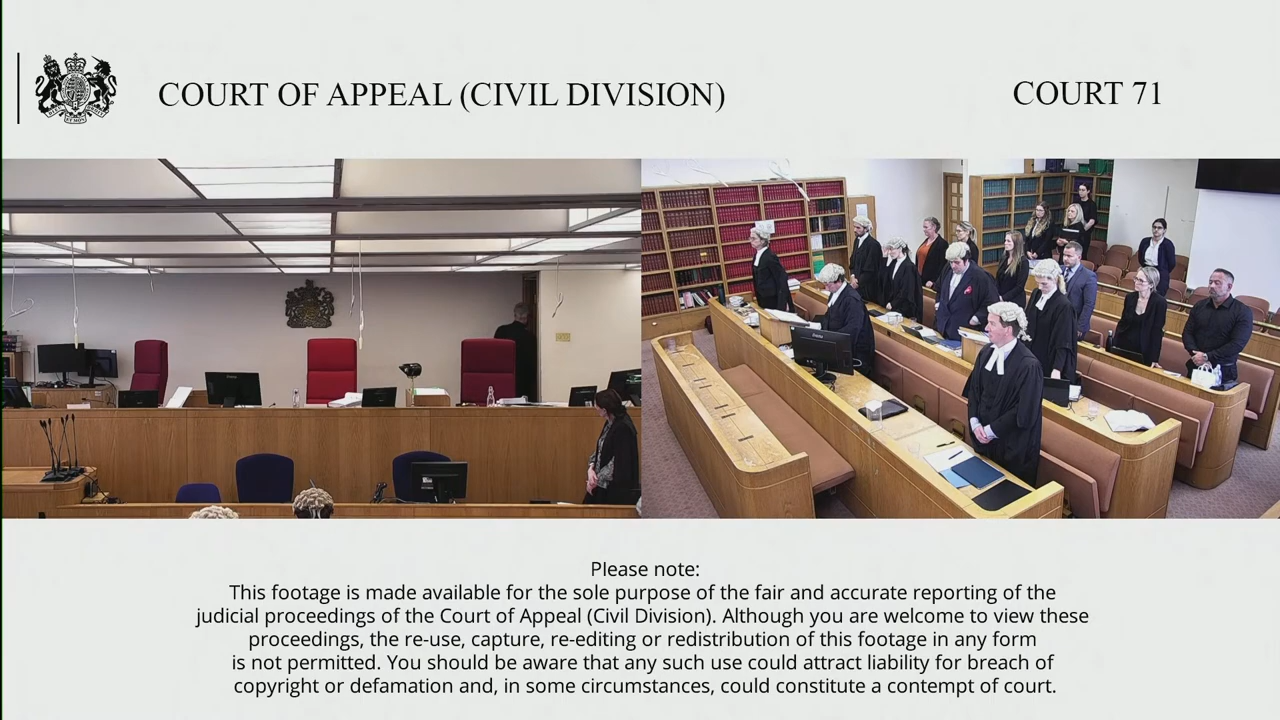 COURT OF APPEAL (CIVIL DIVISION)
COURT 71
Please note:
This footage is made available for the sole purpose of the fair and accurate reporting of the
judicial proceedings of the Court of Appeal (Civil Division). Although you are welcome to view these
proceedings, the re-use, capture, re-editing or redistribution of this footage in any form
is not permitted. You should be aware that any such use could attract liability for breach of
copyright or defamation and, in some circumstances, could constitute a contempt of court.